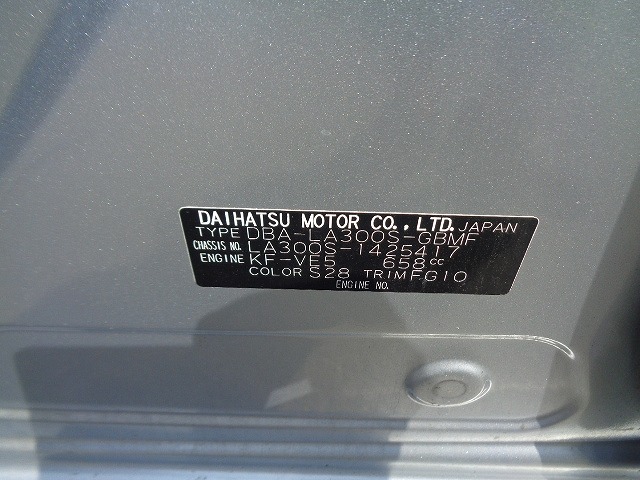 DAIHATSU MOTOR CO., LTD. JAPAN
TYPE DBA-LA300S-GBMF
CHASSIS NO. LA300S-1425417
ENGINE KF-VE5 658cc
COLOR S28 TRIM FG10
ENGINE NO.